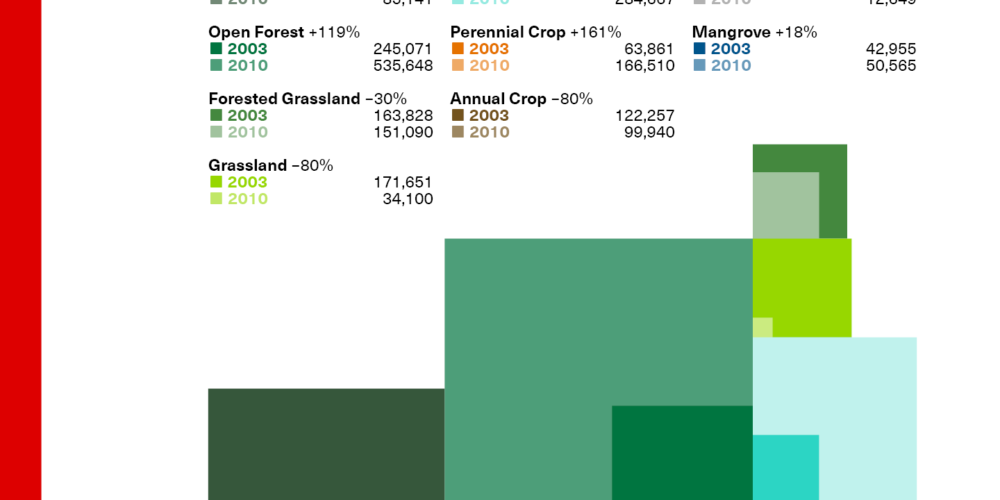 Open Forest +119%
2003 245,071
2010 535,648
Perennial Crop +161%
2003 63,861
2010 166,510
Mangrove +18%
2003 42,955
2010 50,565
Forested Grassland –30%
2003 163,828
2010 151,090
Annual Crop –80%
2003 122,257
2010 99,940
Grassland –80%
2003 171,651
2010 34,100